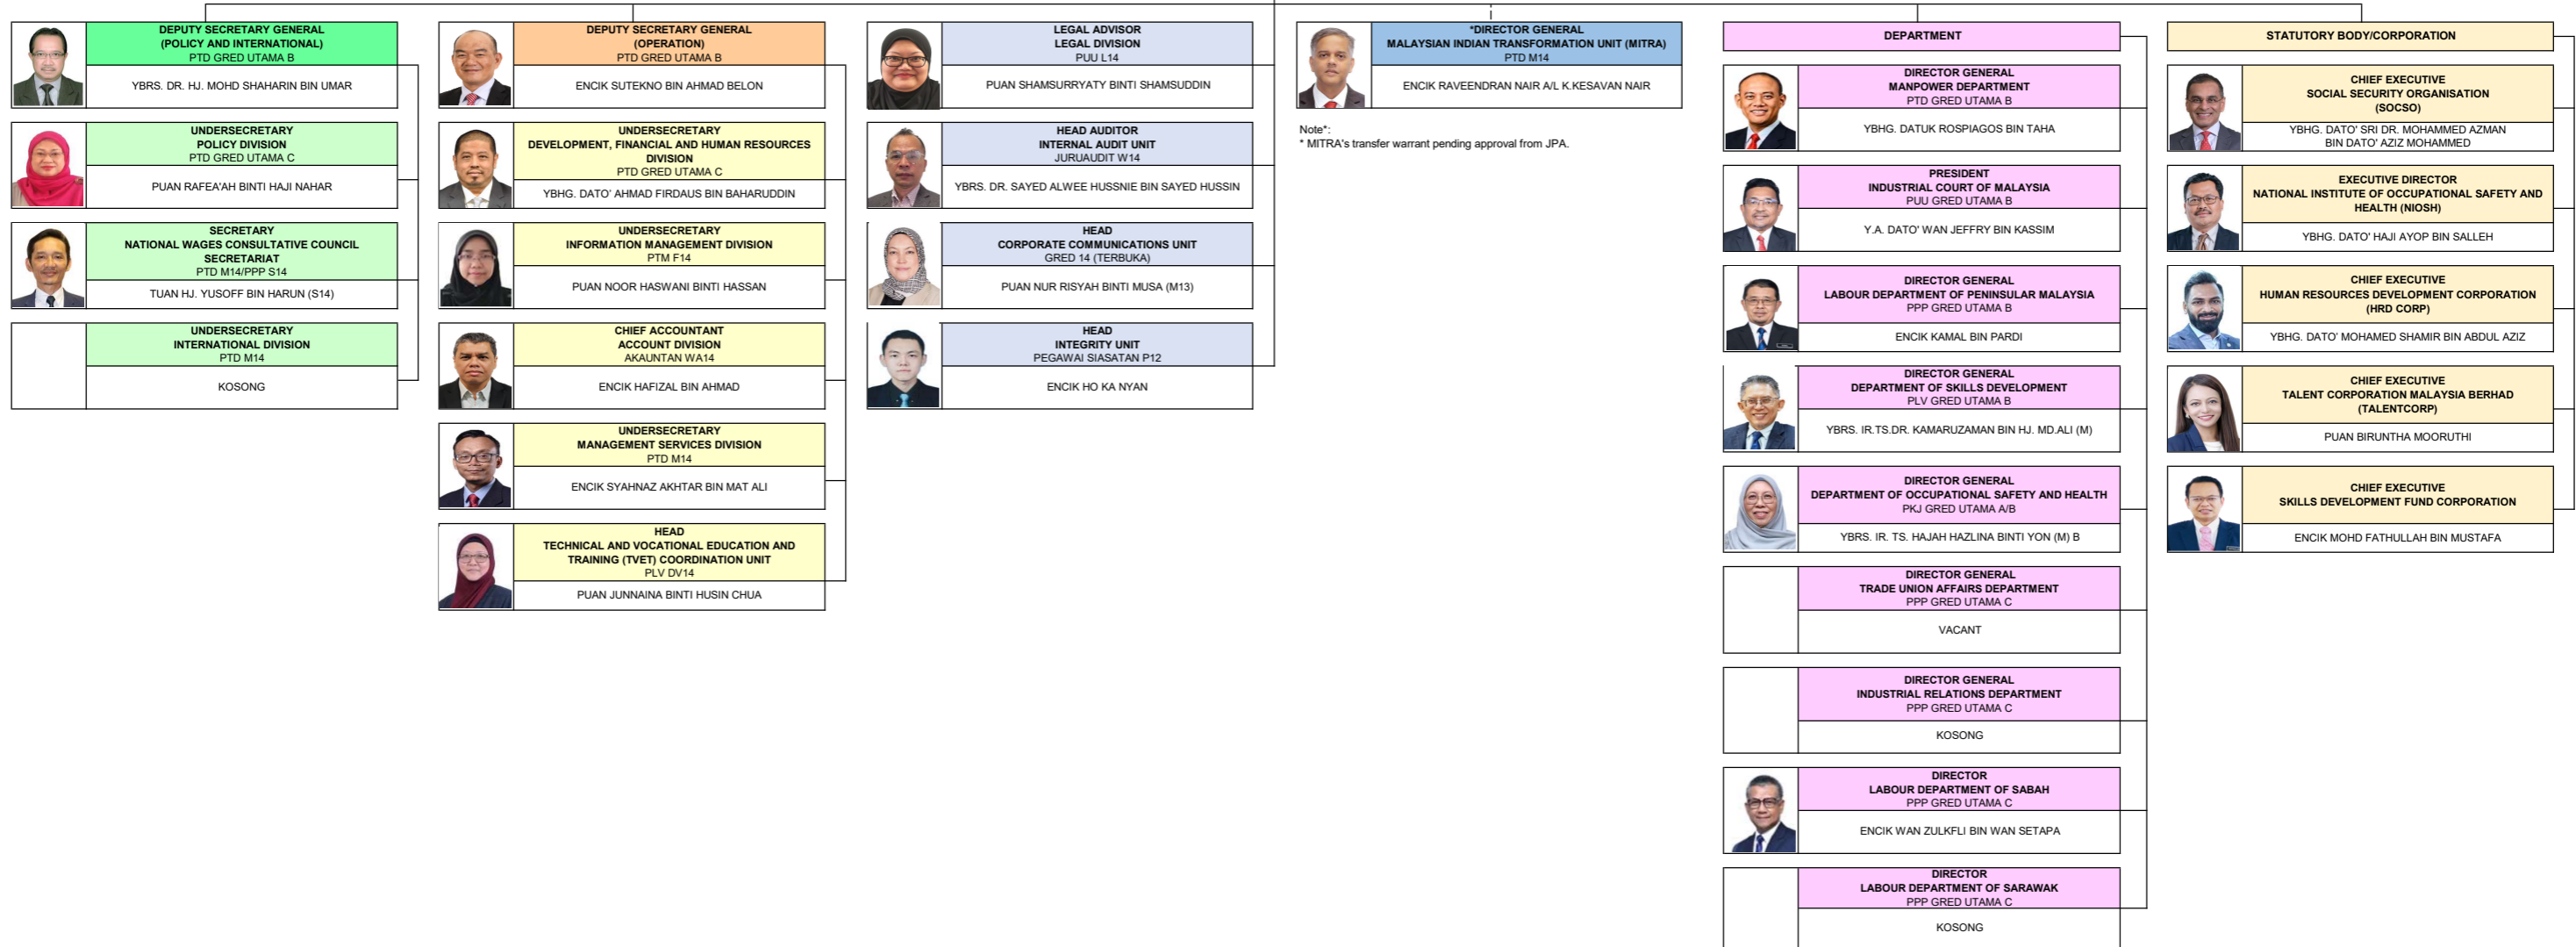 DEPUTY SECRETARY GENERAL
(POLICY AND INTERNATIONAL)
PTD GRED UTAMA B
YBRS. DR. HJ. MOHD SHAHARIN BIN UMAR
UNDERSECRETARY
POLICY DIVISION
PTD GRED UTAMA C
PUAN RAFEA'AH BINTI HAJI NAHAR
SECRETARY
NATIONAL WAGES CONSULTATIVE COUNCIL
SECRETARIAT
PTD M14/PPP S14
TUAN HJ. YUSOFF BIN HARUN (S14)
UNDERSECRETARY
INTERNATIONAL DIVISION
PTD M14
KOSONG
DEPUTY SECRETARY GENERAL
(OPERATION)
PTD GRED UTAMA B
ENCIK SUTEKNO BIN AHMAD BELON
UNDERSECRETARY
DEVELOPMENT, FINANCIAL AND HUMAN RESOURCES
DIVISION
PTD GRED UTAMA C
YBHG. DATO' AHMAD FIRDAUS BIN BAHARUDDIN
UNDERSECRETARY
INFORMATION MANAGEMENT DIVISION
PTM F14
PUAN NOOR HASWANI BINTI HASSAN
CHIEF ACCOUNTANT
ACCOUNT DIVISION
AKAUNTAN WA14
ENCIK HAFIZAL BIN AHMAD
UNDERSECRETARY
MANAGEMENT SERVICES DIVISION
PTD M14
ENCIK SYAHNAZ AKHTAR BIN MAT ALI
HEAD
TECHNICAL AND VOCATIONAL EDUCATION AND
TRAINING (TVET) COORDINATION UNIT
PLV DV14
PUAN JUNNAINA BINTI HUSIN CHUA
LEGAL ADVISOR
LEGAL DIVISION
PUU L14
PUAN SHAMSURRYATY BINTI SHAMSUDDIN
HEAD AUDITOR
INTERNAL AUDIT UNIT
JURUAUDIT W14
YBRS. DR. SAYED ALWEE HUSSNIE BIN SAYED HUSSIN
HEAD
CORPORATE COMMUNICATIONS UNIT
GRED 14 (TERBUKA)
PUAN NUR RISYAH BINTI MUSA (M13)
HEAD
INTEGRITY UNIT
PEGAWAI SIASATAN P12
ENCIK HO KA NYAN
*DIRECTOR GENERAL
MALAYSIAN INDIAN TRANSFORMATION UNIT (MITRA)
PTD M14
ENCIK RAVEENDRAN NAIR A/L K.KESAVAN NAIR
Note*:
* MITRA's transfer warrant pending approval from JPA.
DEPARTMENT
DIRECTOR GENERAL
MANPOWER DEPARTMENT
PTD GRED UTAMA B
YBHG. DATUK ROSPIAGOS BIN TAHA
PRESIDENT
INDUSTRIAL COURT OF MALAYSIA
PUU GRED UTAMA B
Y.A. DATO' WAN JEFFRY BIN KASSIM
DIRECTOR GENERAL
LABOUR DEPARTMENT OF PENINSULAR MALAYSIA
PPP GRED UTAMA B
ENCIK KAMAL BIN PARDI
DIRECTOR GENERAL
DEPARTMENT OF SKILLS DEVELOPMENT
PLV GRED UTAMA B
YBRS. IR.TS.DR. KAMARUZAMAN BIN HJ. MD.ALI (M)
DIRECTOR GENERAL
DEPARTMENT OF OCCUPATIONAL SAFETY AND HEALTH
PKJ GRED UTAMA A/B
YBRS. IR. TS. HAJAH HAZLINA BINTI YON (M) B
DIRECTOR GENERAL
TRADE UNION AFFAIRS DEPARTMENT
PPP GRED UTAMA C
VACANT
DIRECTOR GENERAL
INDUSTRIAL RELATIONS DEPARTMENT
PPP GRED UTAMA C
KOSONG
DIRECTOR
LABOUR DEPARTMENT OF SABAH
PPP GRED UTAMA C
ENCIK WAN ZULKFLI BIN WAN SETAPA
DIRECTOR
LABOUR DEPARTMENT OF SARAWAK
PPP GRED UTAMA C
KOSONG
STATUTORY BODY/CORPORATION
CHIEF EXECUTIVE
SOCIAL SECURITY ORGANISATION
(SOCSO)
YBHG. DATO' SRI DR. MOHAMMED AZMAN
BIN DATO' AZIZ MOHAMMED
EXECUTIVE DIRECTOR
NATIONAL INSTITUTE OF OCCUPATIONAL SAFETY AND
HEALTH (NIOSH)
YBHG. DATO' HAJI AYOP BIN SALLEH
CHIEF EXECUTIVE
HUMAN RESOURCES DEVELOPMENT CORPORATION
(HRD CORP)
YBHG. DATO' MOHAMED SHAMIR BIN ABDUL AZIZ
CHIEF EXECUTIVE
TALENT CORPORATION MALAYSIA BERHAD
(TALENTCORP)
PUAN BIRUNTHA MOORUTHI
CHIEF EXECUTIVE
SKILLS DEVELOPMENT FUND CORPORATION
ENCIK MOHD FATHULLAH BIN MUSTAFA